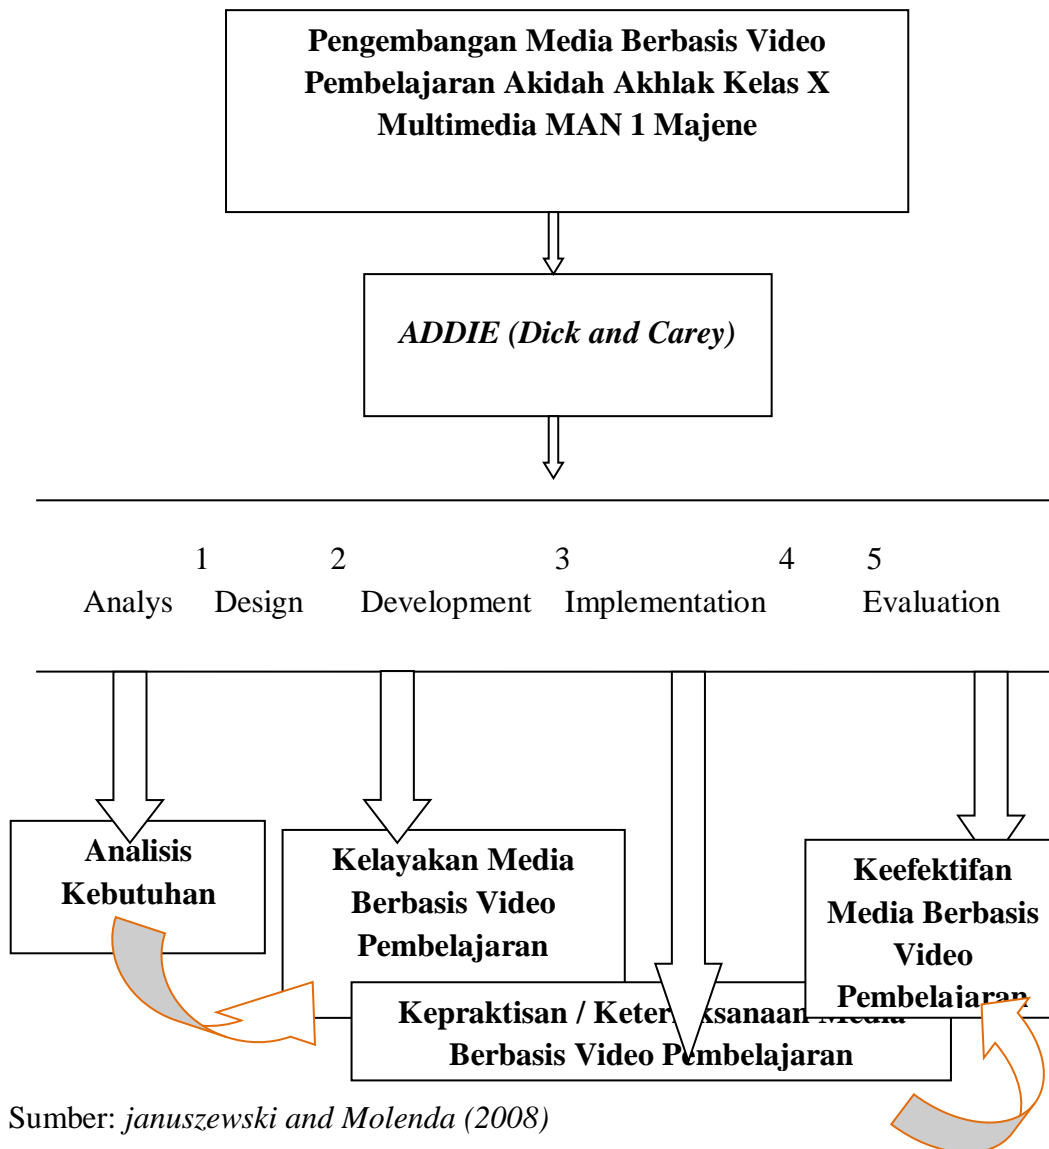 Pengembangan Media Berbasis Video
Pembelajaran Akidah Akhlak Kelas X
Multimedia MAN 1 Majene
ADDIE (Dick and Carey)
1 2 3 4 5
Analys Design Development Implementation Evaluation
Analisis
Kebutuhan
Kelayakan Media
Berbasis Video
Pembelajaran
Keefektifan
Media Berbasis
Video
Pembelajaran
Kepraktisan / Media
Berbasis Video Pembelajaran
Sumber: januszewski and Molenda (2008)